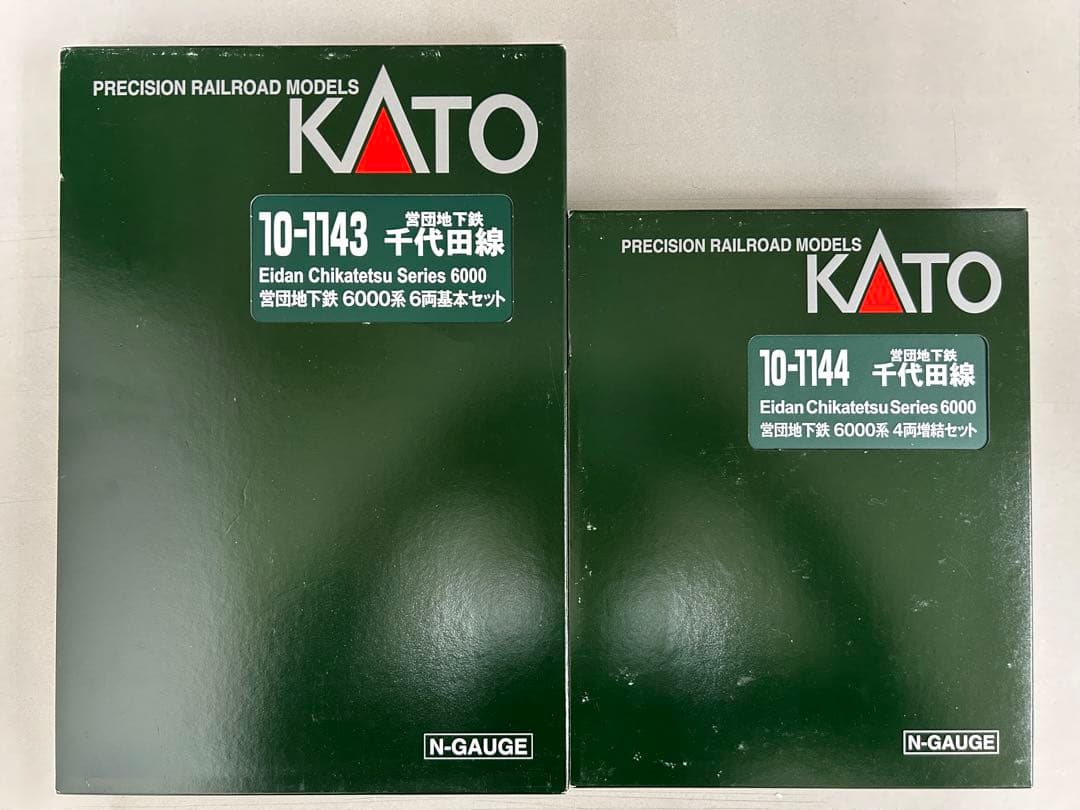 PRECISION RAILROAD MODELS
KATO
10-1143
営団地下鉄
千代田線
Eidan Chikatetsu Series 6000
営団地下鉄 6000系 6両基本セット
N-GAUGE
PRECISION RAILROAD MODELS
KATO
10-1144
営団地下鉄
千代田線
Eidan Chikatetsu Series 6000
営団地下鉄 6000系 4両増結セット
N-GAUGE